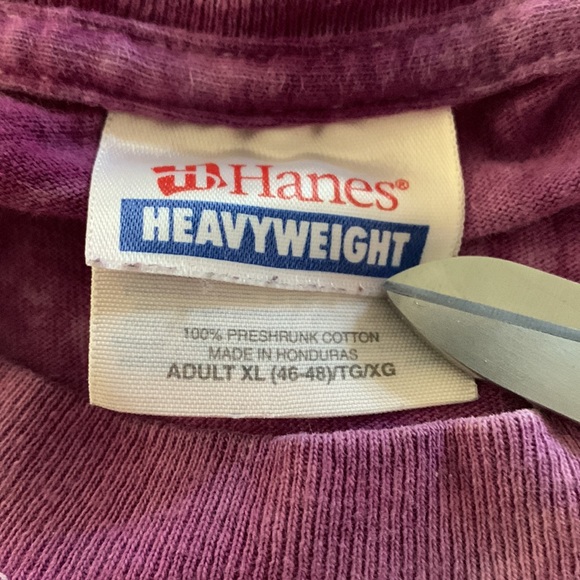 Hanes®
HEAVYWEIGHT
100% PRESHRUNK COTTON
MADE IN HONDURAS
ADULT XL (46-48)/TG/XG